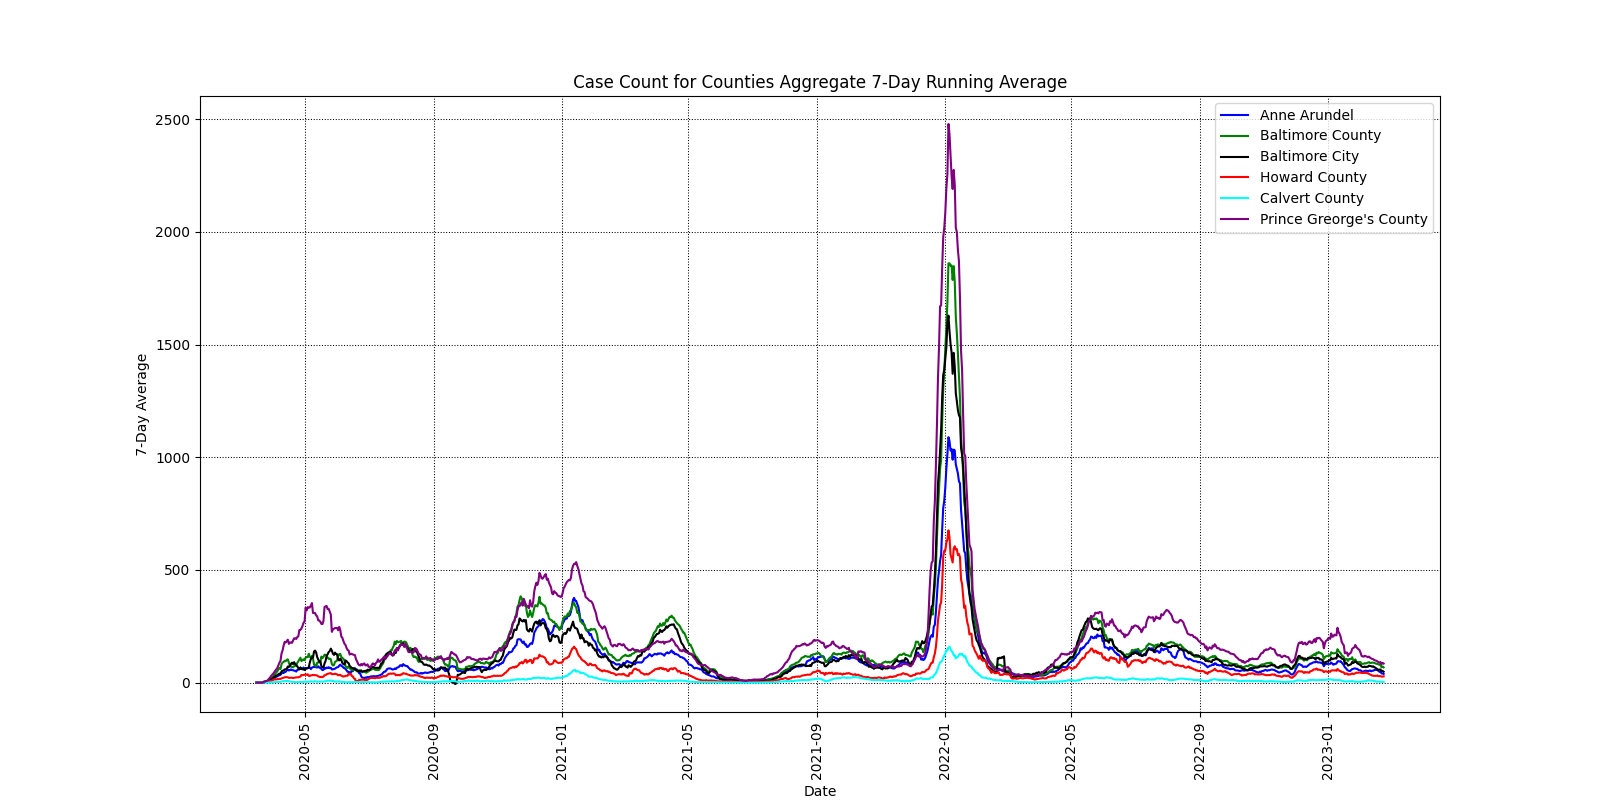 Case Count for Counties Aggregate 7-Day Running Average
2500
2000
1500
1000
500
0
7-Day Average
Anne Arundel
Baltimore County
Baltimore City
Howard County
Calvert County
Prince Greorge's County
2020-05
2020-09
2021-01
2021-05
2021-09
2022-01
2022-05
2022-09
2023-01
Date